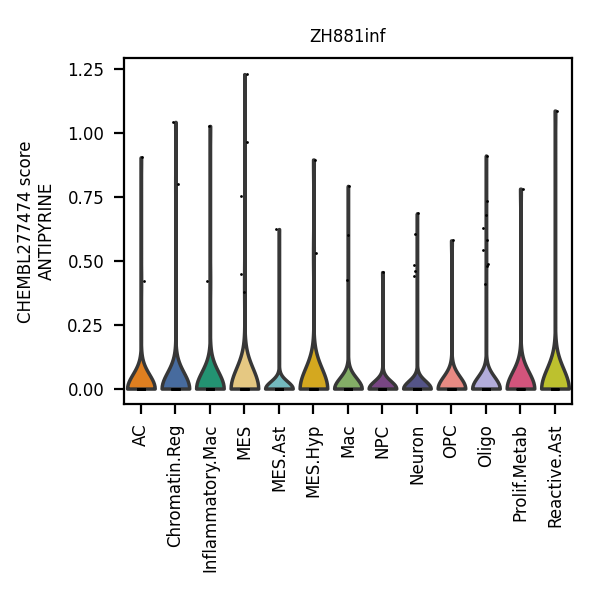 ZH881inf
CHEMBL277474 score
ANTIPYRINE
1.25
1.00
0.75
0.50
0.25
0.00
AC
Chromatin.Reg
Inflammatory.Mac
MES
MES.Ast
MES.Hyp
Mac
NPC
Neuron
OPC
Oligo
Prolif.Metab
Reactive.Ast